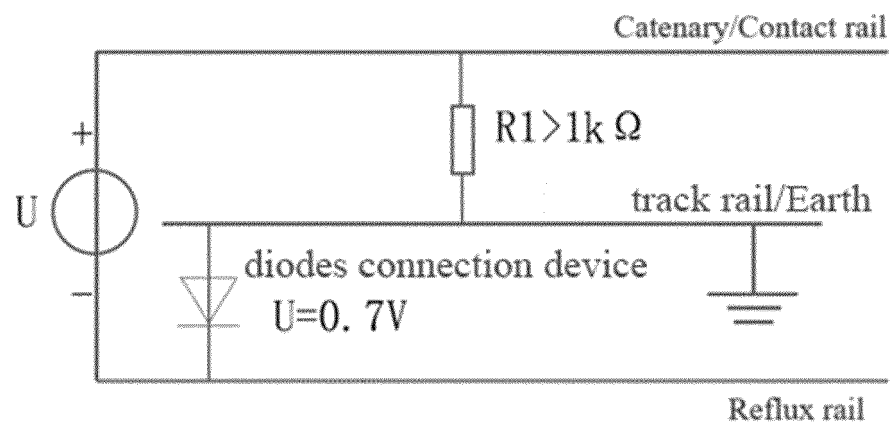 Catenary/Contact rail
+
R1>1k Ω
U
track rail/Earth
diodes connection device
−
U=0. 7V
Reflux rail